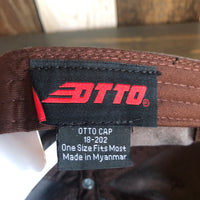 OTTO®
OTTO CAP
18-202
One Size Fits Most
Made in Myanmar